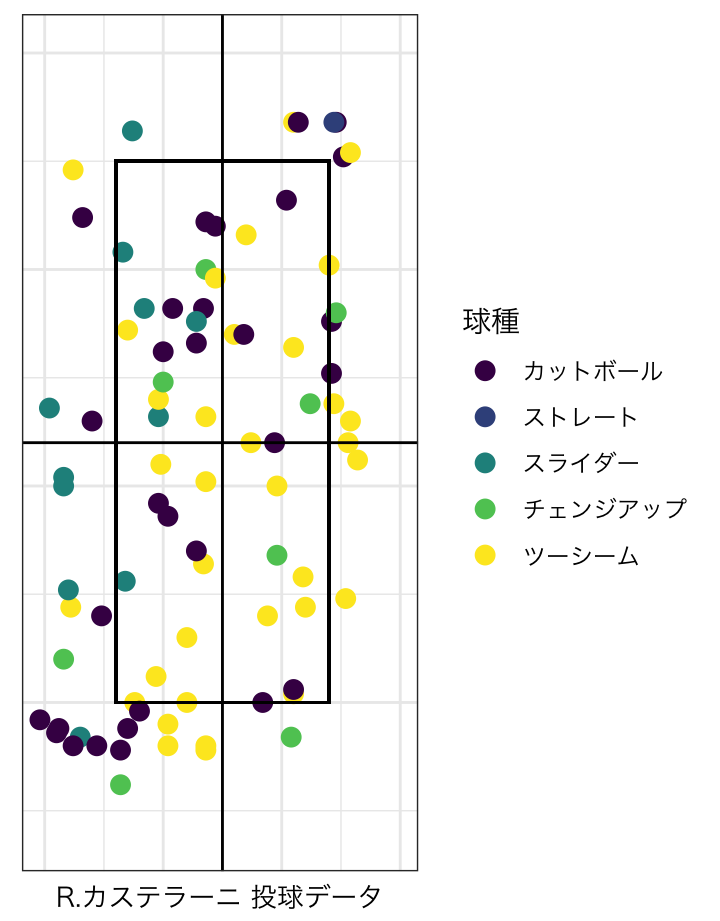 球種
カットボール
ストレート
スライダー
チェンジアップ
ツーシーム
R.カステラーニ 投球データ